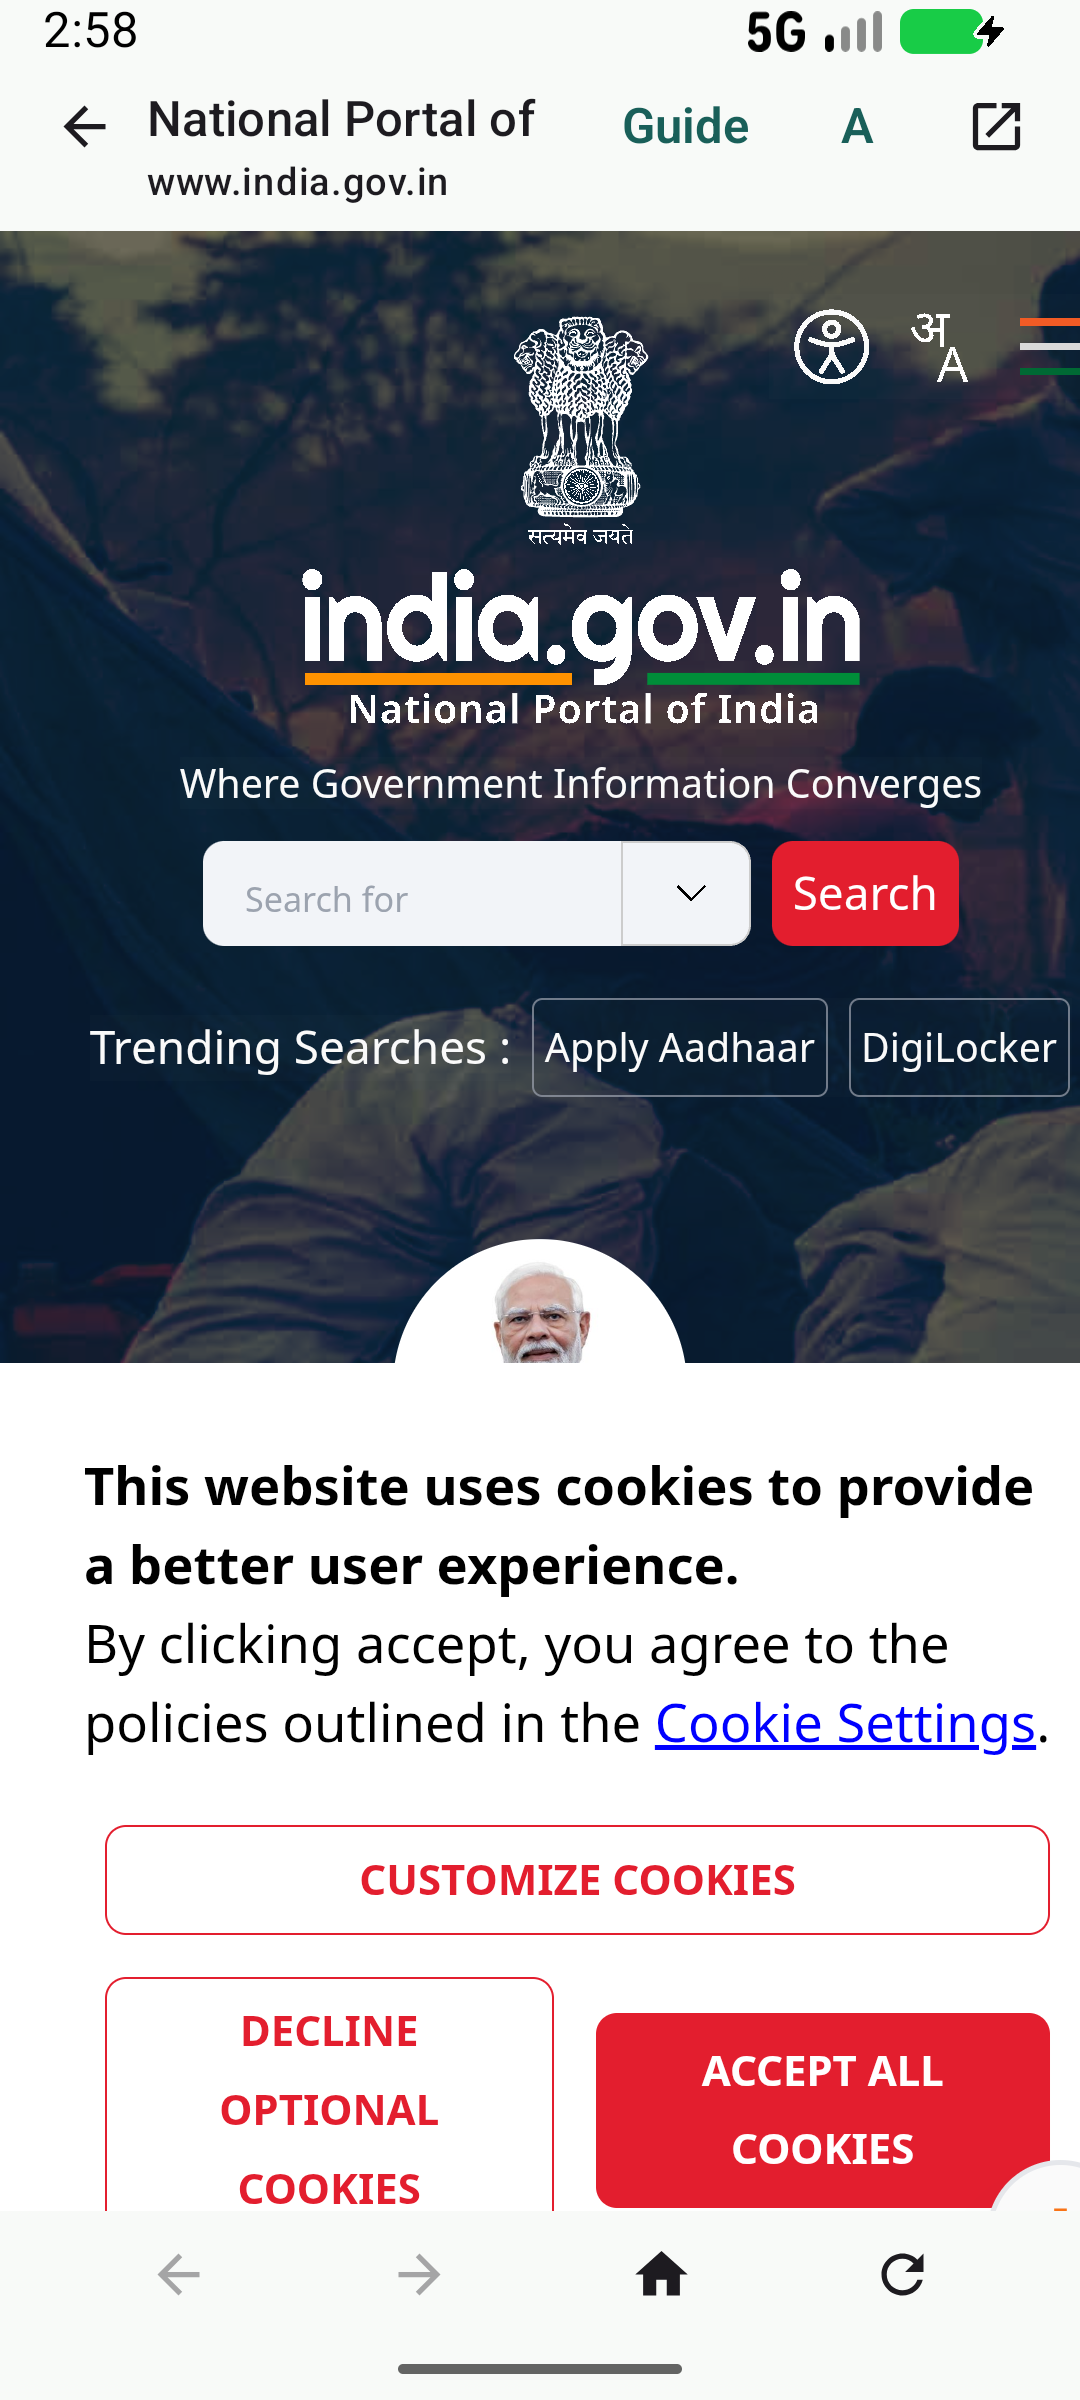 2:58
5G
National Portal of
Guide
A
www.india.gov.in
अ
A
सत्यमेव जयते
india.gov.in
National Portal of India
Where Government Information Converges
Search for
Search
Trending Searches :
Apply Aadhaar
DigiLocker
This website uses cookies to provide
a better user experience.
By clicking accept, you agree to the
policies outlined in the Cookie Settings.
CUSTOMIZE COOKIES
DECLINE
OPTIONAL
COOKIES
ACCEPT ALL
COOKIES